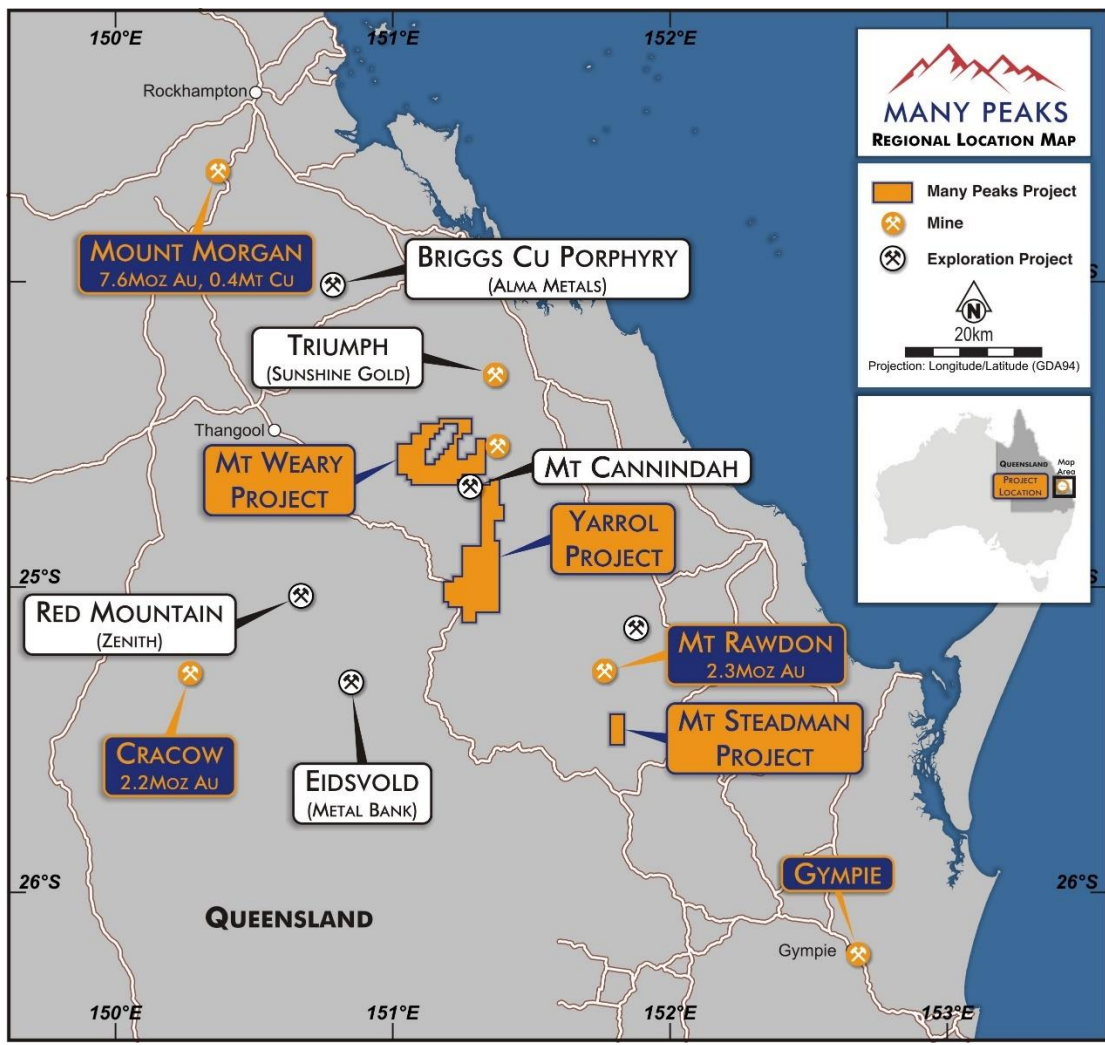 150°E
151°E
152°E
Rockhampton
MANY PEAKS
REGIONAL LOCATION MAP
Many Peaks Project
Mine
Exploration Project
N
20km
Projection: Longitude/Latitude (GDA94)
MOUNT MORGAN
7.6MOZ AU, 0.4MT CU
BRIGGS CU PORPHYRY
(ALMA METALS)
S
TRIUMPH
(SUNSHINE GOLD)
Thangool
MT WEARY
PROJECT
MT CANNINDAH
YARROL
PROJECT
QUEENSLAND
PROJECT
LOCATION
Map
Area
25°S
S
RED MOUNTAIN
(ZENITH)
MT RAWDON
2.3MOZ AU
CRACOW
2.2MOZ AU
EIDSVOLD
(METAL BANK)
MT STEADMAN
PROJECT
GYMPIE
26°S
26°S
QUEENSLAND
Gympie
150°E
151°E
152°E
153°E